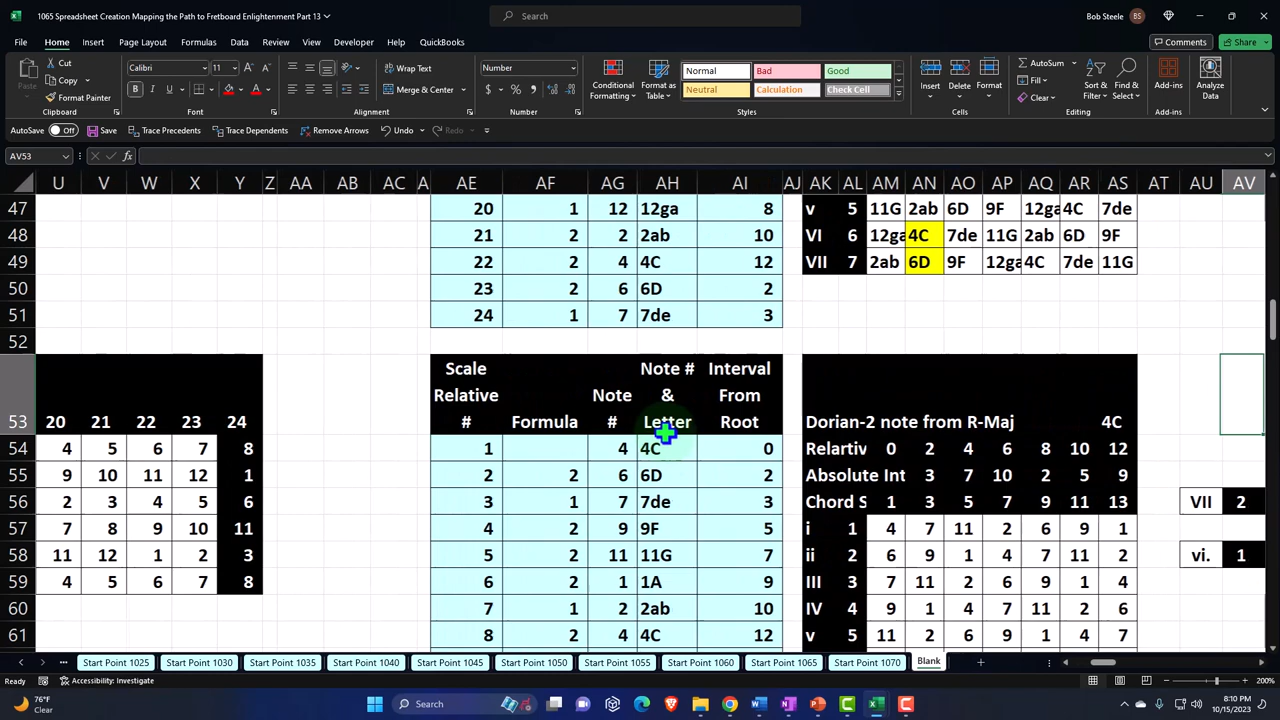 1065 Spreadsheet Creation Mapping the Path to Fretboard Enlightenment Part 13
Search
Bob Steele BS
File Home Insert Page Layout Formulas Data Review View Developer Help QuickBooks
Comments Share
Cut
Copy
Format Painter
Paste
Calibri 11
Wrap Text
Merge & Center
Number
Conditional Formatting
Format as Table
Normal Bad Good
Neutral Calculation Check Cell
Insert Delete Format
AutoSum
Fill
Clear
Sort & Filter
Find & Select
Add-ins
Analyze Data
Clipboard Font Alignment Number Styles Cells Editing Add-ins
AutoSave Off Save Trace Precedents Trace Dependents Remove Arrows Undo Redo
AV53 fx
U V W X Y Z AA AB AC A AE AF AG AH AI AJ AK AL AM AN AO AP AQ AR AS AT AU AV
47 20 1 12 12ga 8 v 5 11G 2ab 6D 9F 12ga 4C 7de
48 21 2 2 2ab 10 VI 6 12ga 4C 7de 11G 2ab 6D 9F
49 22 2 4 4C 12 VII 7 2ab 6D 9F 12ga 4C 7de 11G
50 23 2 6 6D 2
51 24 1 7 7de 3
52
Scale Relative # Formula Note # Note # & Letter Interval From Root
53 20 21 22 23 24 Dorian-2 note from R-Maj 4C
54 4 5 6 7 8 1 4 4C 0 Relartiv 0 2 4 6 8 10 12
55 9 10 11 12 1 2 2 6 6D 2 Absolute Int 3 7 10 2 5 9
56 2 3 4 5 6 3 1 7 7de 3 Chord S 1 3 5 7 9 11 13 VII 2
57 7 8 9 10 11 4 2 9 9F 5 i 1 4 7 11 2 6 9 1
58 11 12 1 2 3 5 2 11 11G 7 ii 2 6 9 1 4 7 11 2 vi. 1
59 4 5 6 7 8 6 2 1 1A 9 III 3 7 11 2 6 9 1 4
60 7 1 2 2ab 10 IV 4 9 1 4 7 11 2 6
61 8 2 4 4C 12 v 5 11 2 6 9 1 4 7
Start Point 1025 Start Point 1030 Start Point 1035 Start Point 1040 Start Point 1045 Start Point 1050 Start Point 1055 Start Point 1060 Start Point 1065 Start Point 1070 Blank
Ready Accessibility: Investigate 200%
76°F
Clear
Search
8:10 PM
10/15/2023